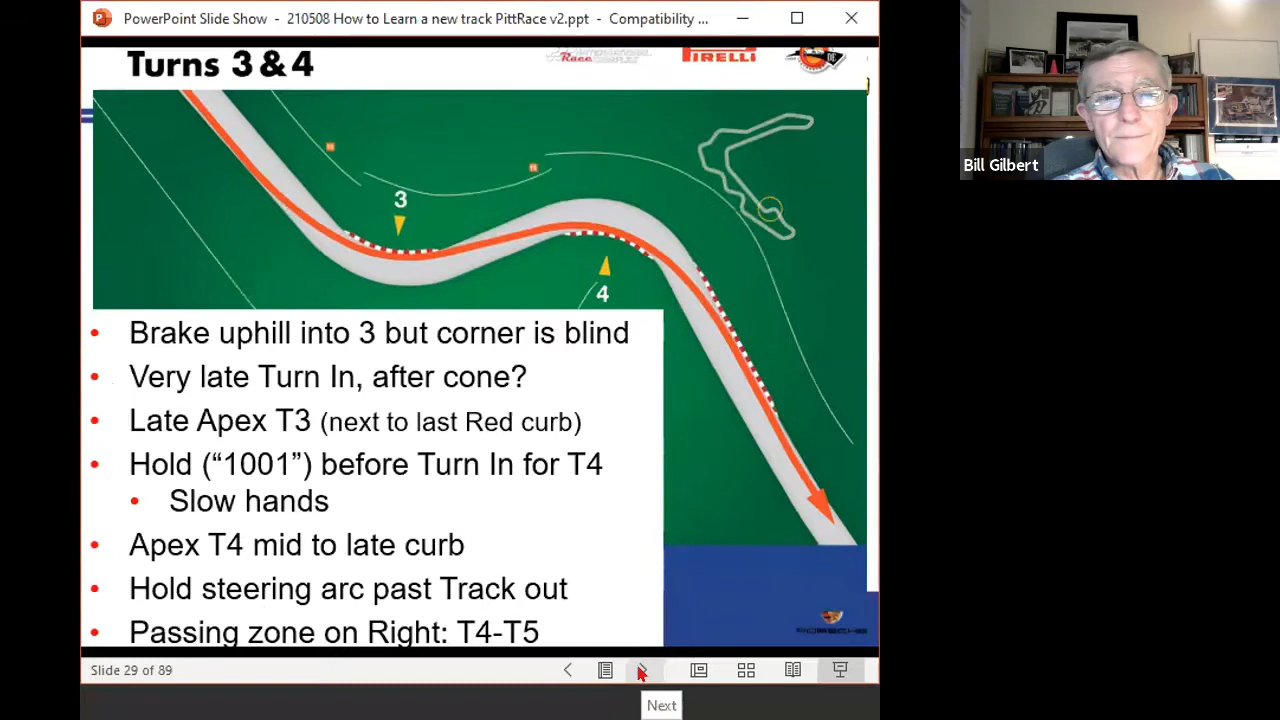 PowerPoint Slide Show - 210508 How to Learn a new track PittRace v2.ppt - Compatibility ...
Turns 3 & 4
Race
PIRELLI
3
4
• Brake uphill into 3 but corner is blind
• Very late Turn In, after cone?
• Late Apex T3 (next to last Red curb)
• Hold (“1001”) before Turn In for T4
• Slow hands
• Apex T4 mid to late curb
• Hold steering arc past Track out
• Passing zone on Right: T4-T5
PORSCHE
Slide 29 of 89
Next
Bill Gilbert